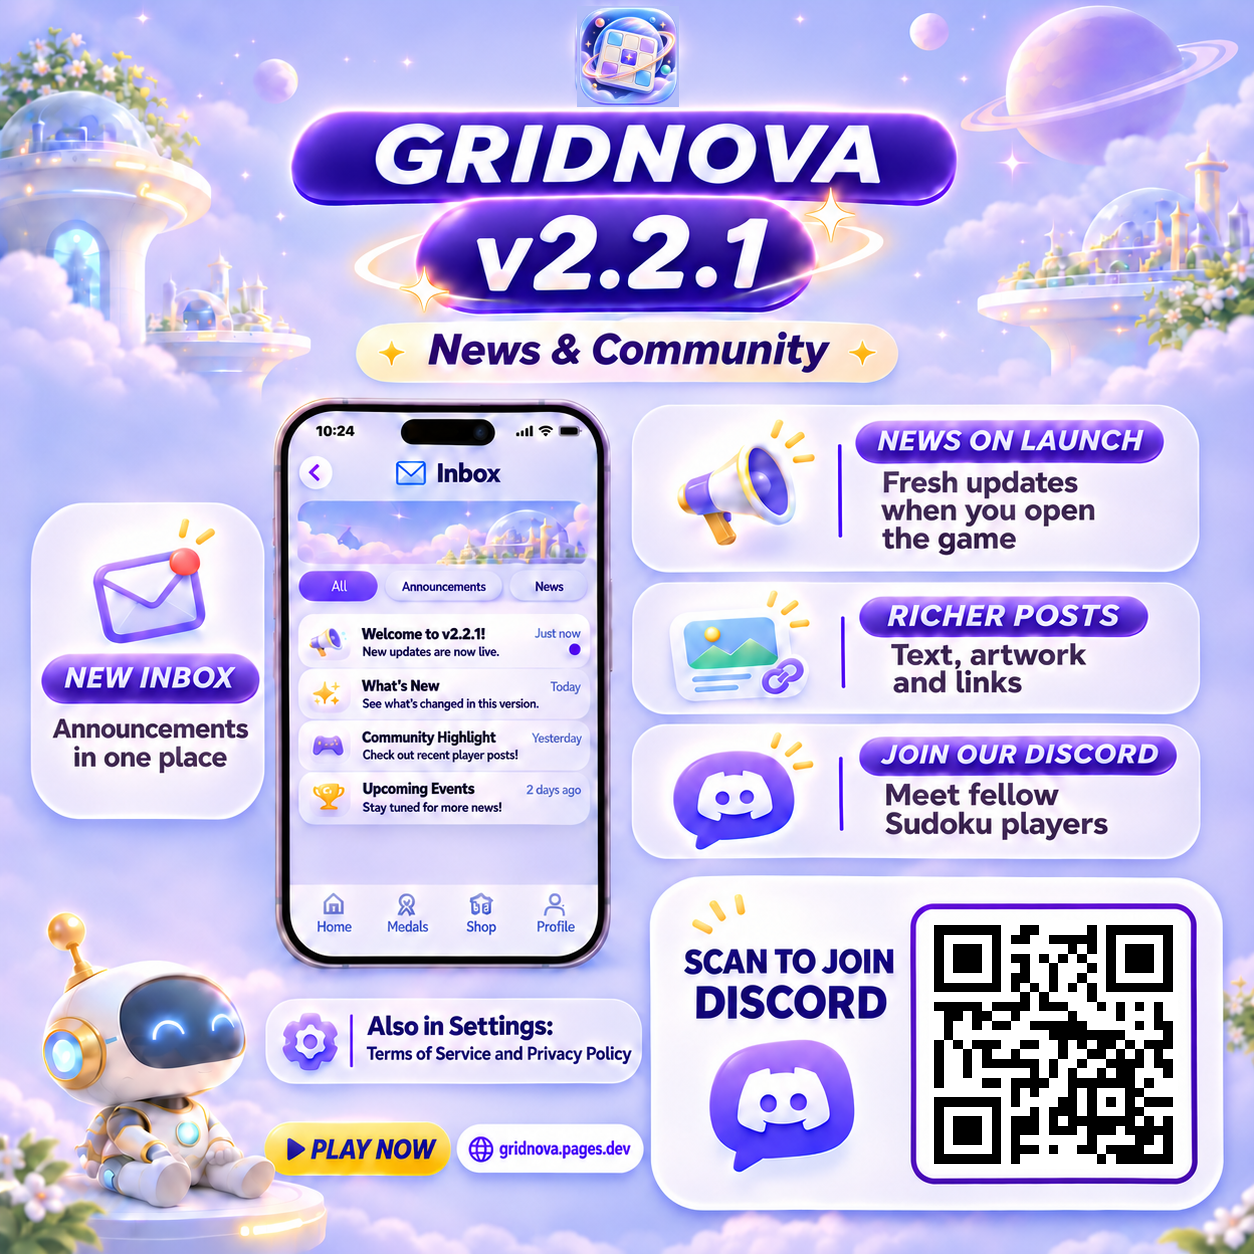 GRIDNOVA
v2.2.1
News & Community
NEW INBOX
Announcements
in one place
10:24
Inbox
All
Announcements
News
Welcome to v2.2.1!
Just now
New updates are now live.
What's New
Today
See what's changed in this version.
Community Highlight
Yesterday
Check out recent player posts!
Upcoming Events
2 days ago
Stay tuned for more news!
Home
Medals
Shop
Profile
NEWS ON LAUNCH
Fresh updates
when you open
the game
RICHER POSTS
Text, artwork
and links
JOIN OUR DISCORD
Meet fellow
Sudoku players
SCAN TO JOIN
DISCORD
Also in Settings:
Terms of Service and Privacy Policy
PLAY NOW
gridnova.pages.dev